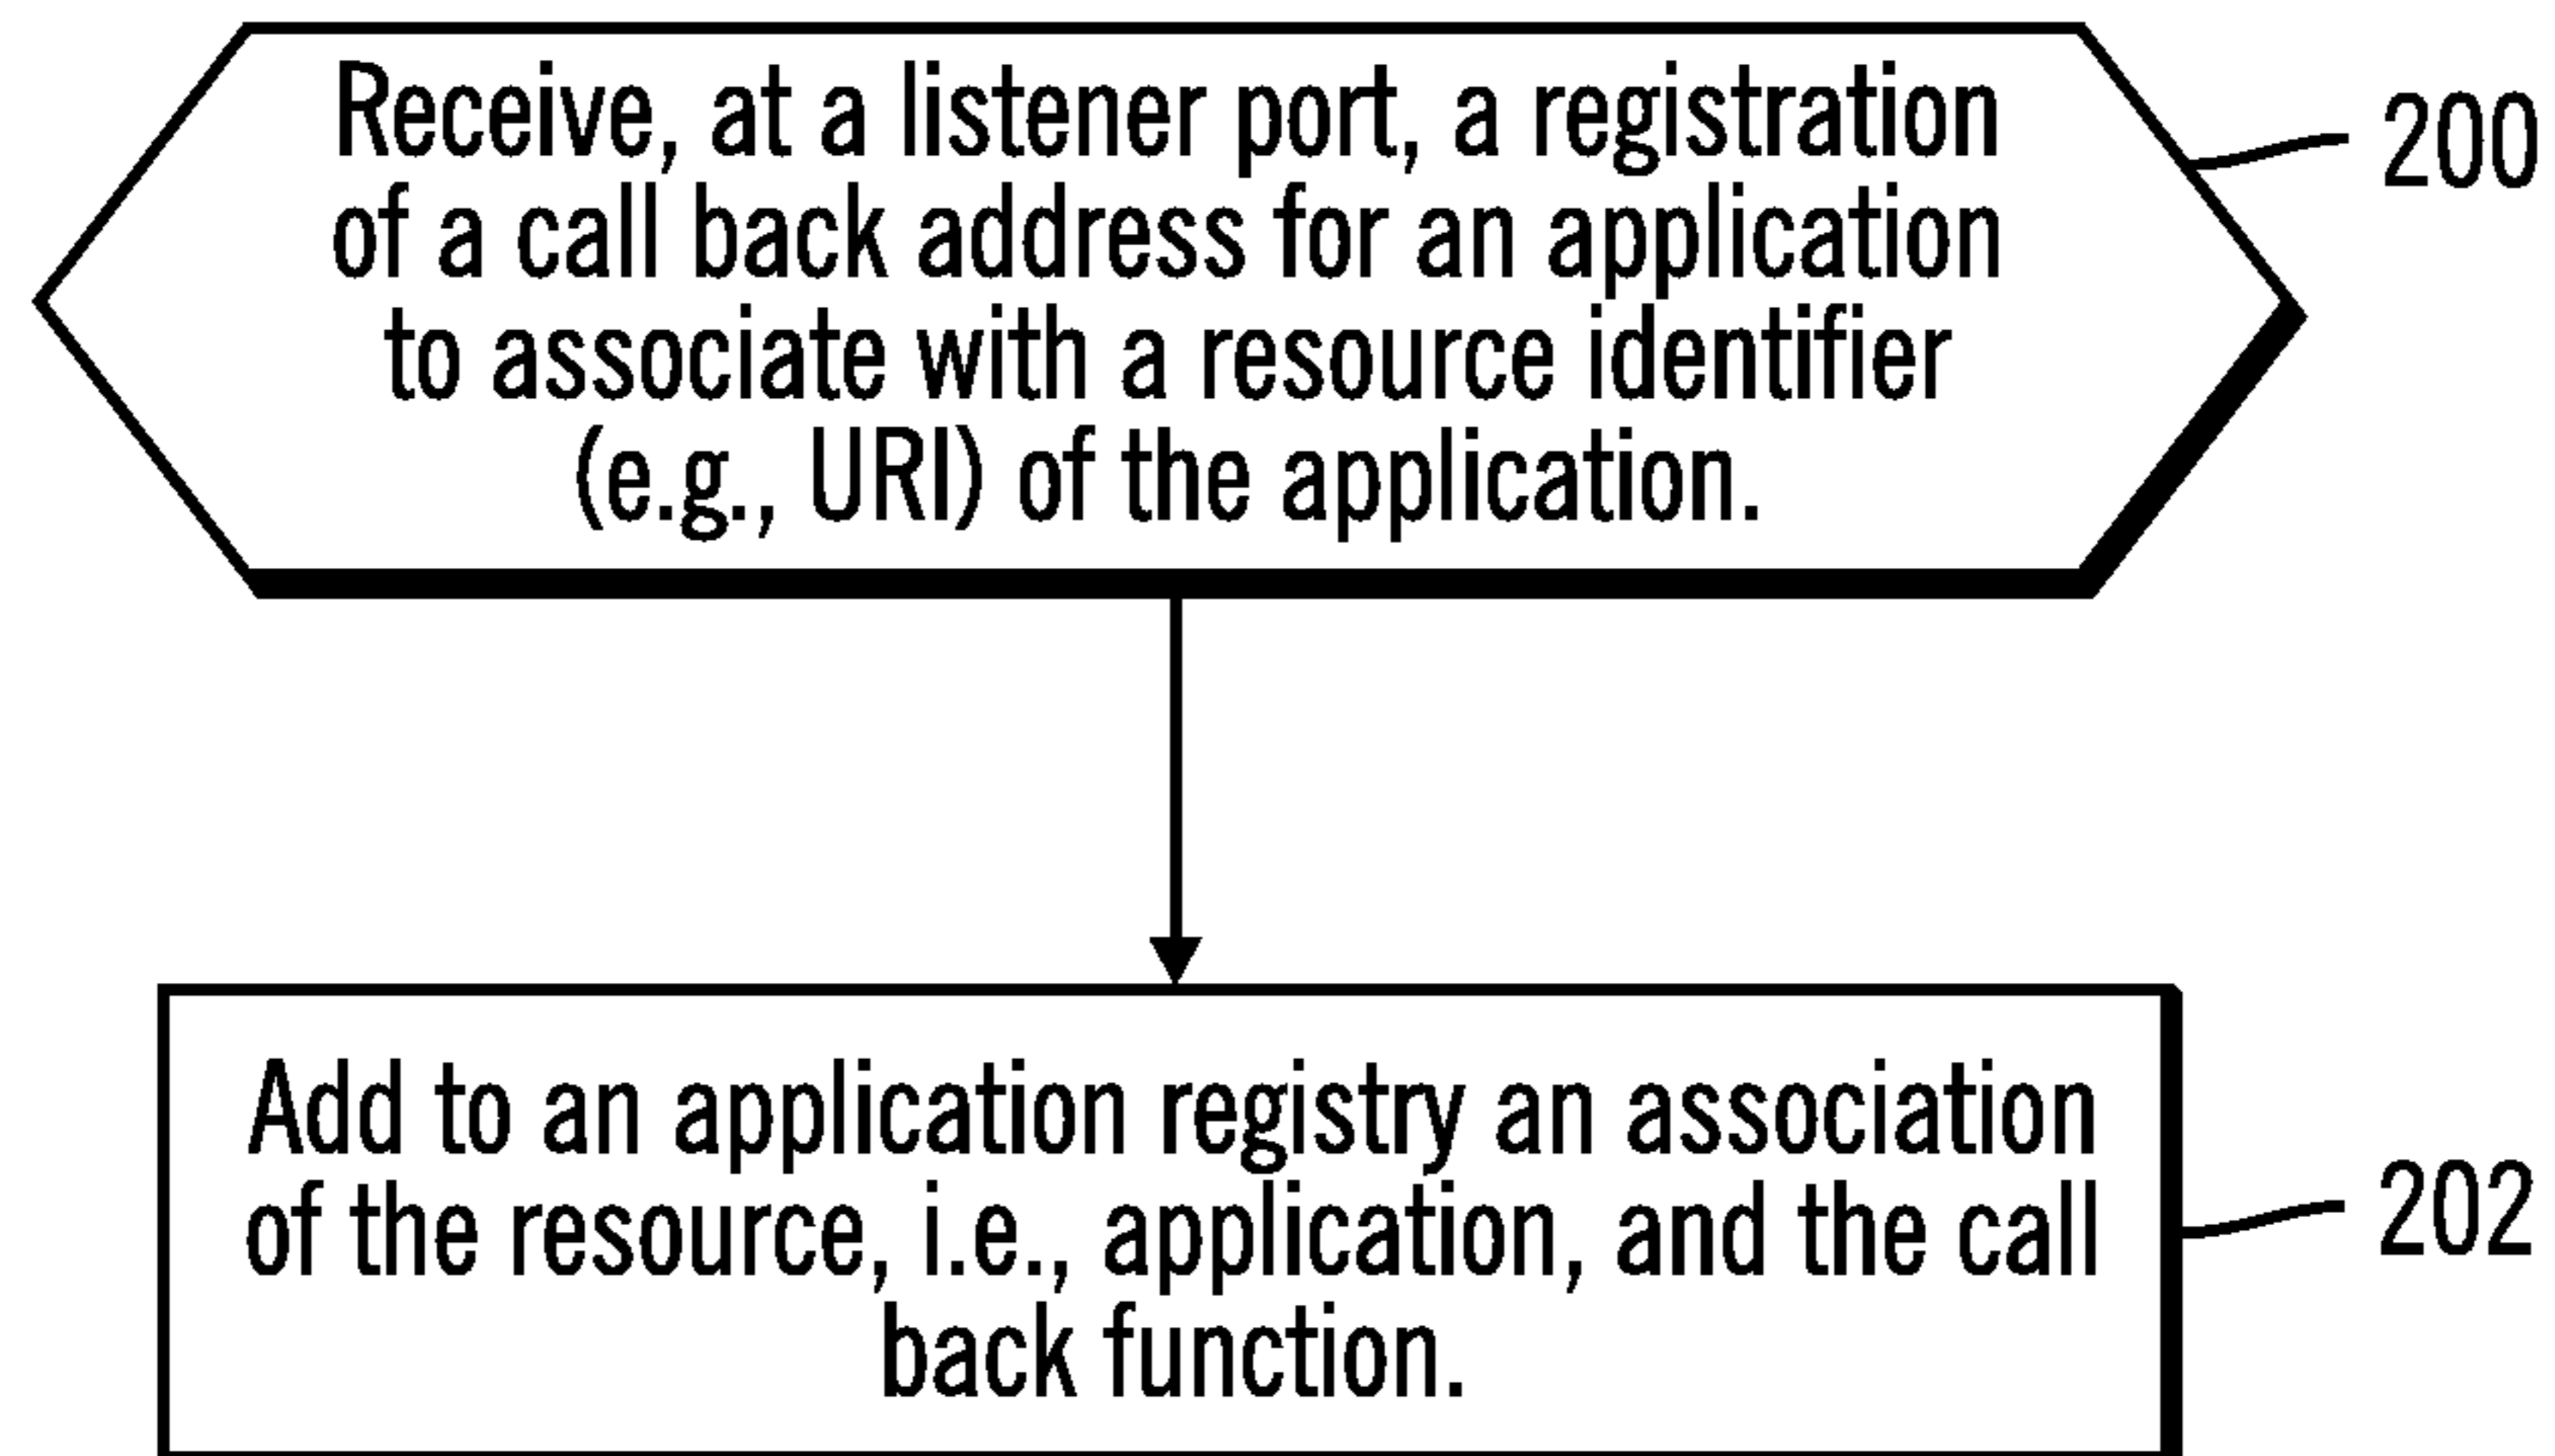 Receive, at a listener port, a registration
of a call back address for an application
to associate with a resource identifier
(e.g., URI) of the application.
200
Add to an application registry an association
of the resource, i.e., application, and the call
back function.
202